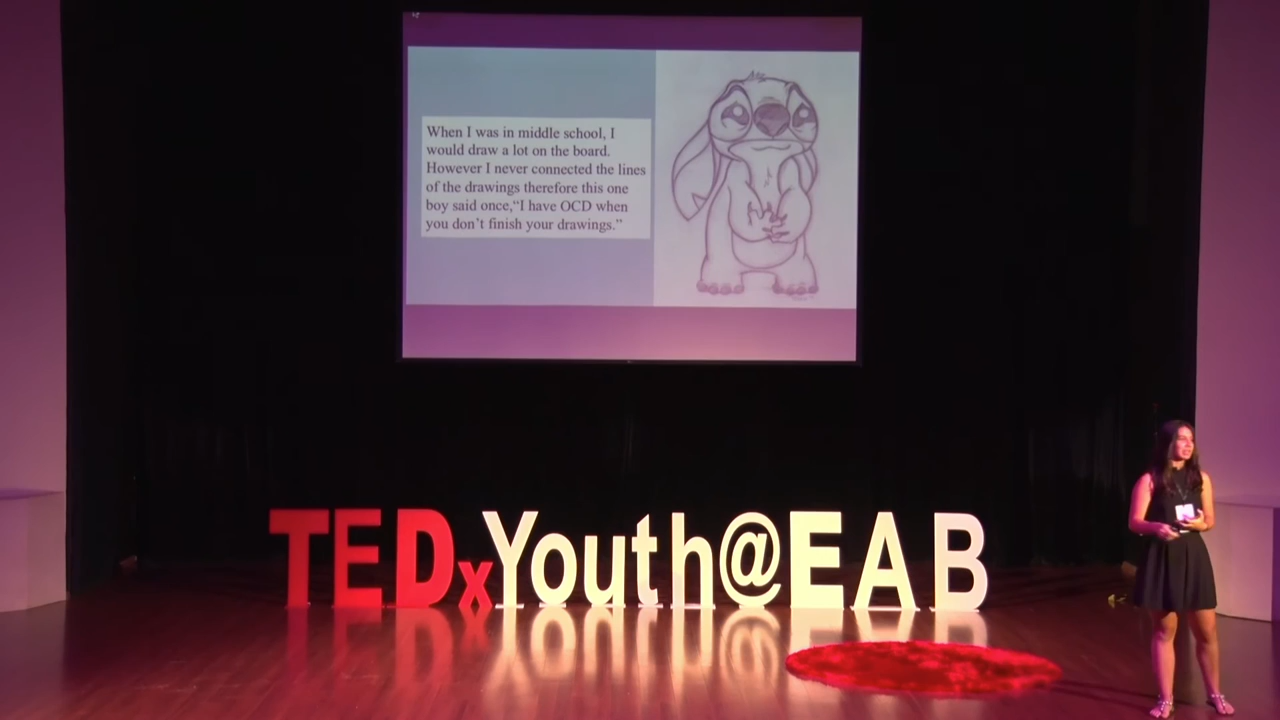 When I was in middle school, I
would draw a lot on the board.
However I never connected the lines
of the drawings therefore this one
boy said once,“I have OCD when
you don’t finish your drawings.”
TEDxYouth@EAB